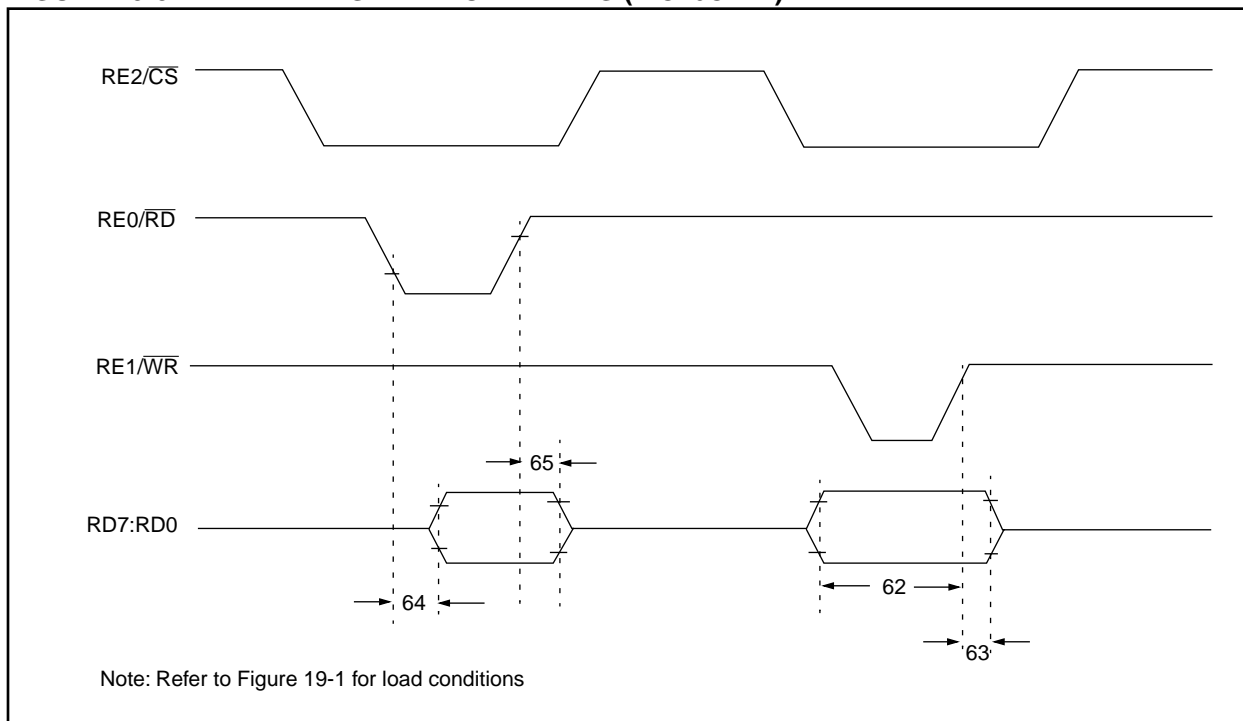 RE2/CS
RE0/RD
RE1/WR
65
RD7:RD0
64
62
63
Note: Refer to Figure 19-1 for load conditions